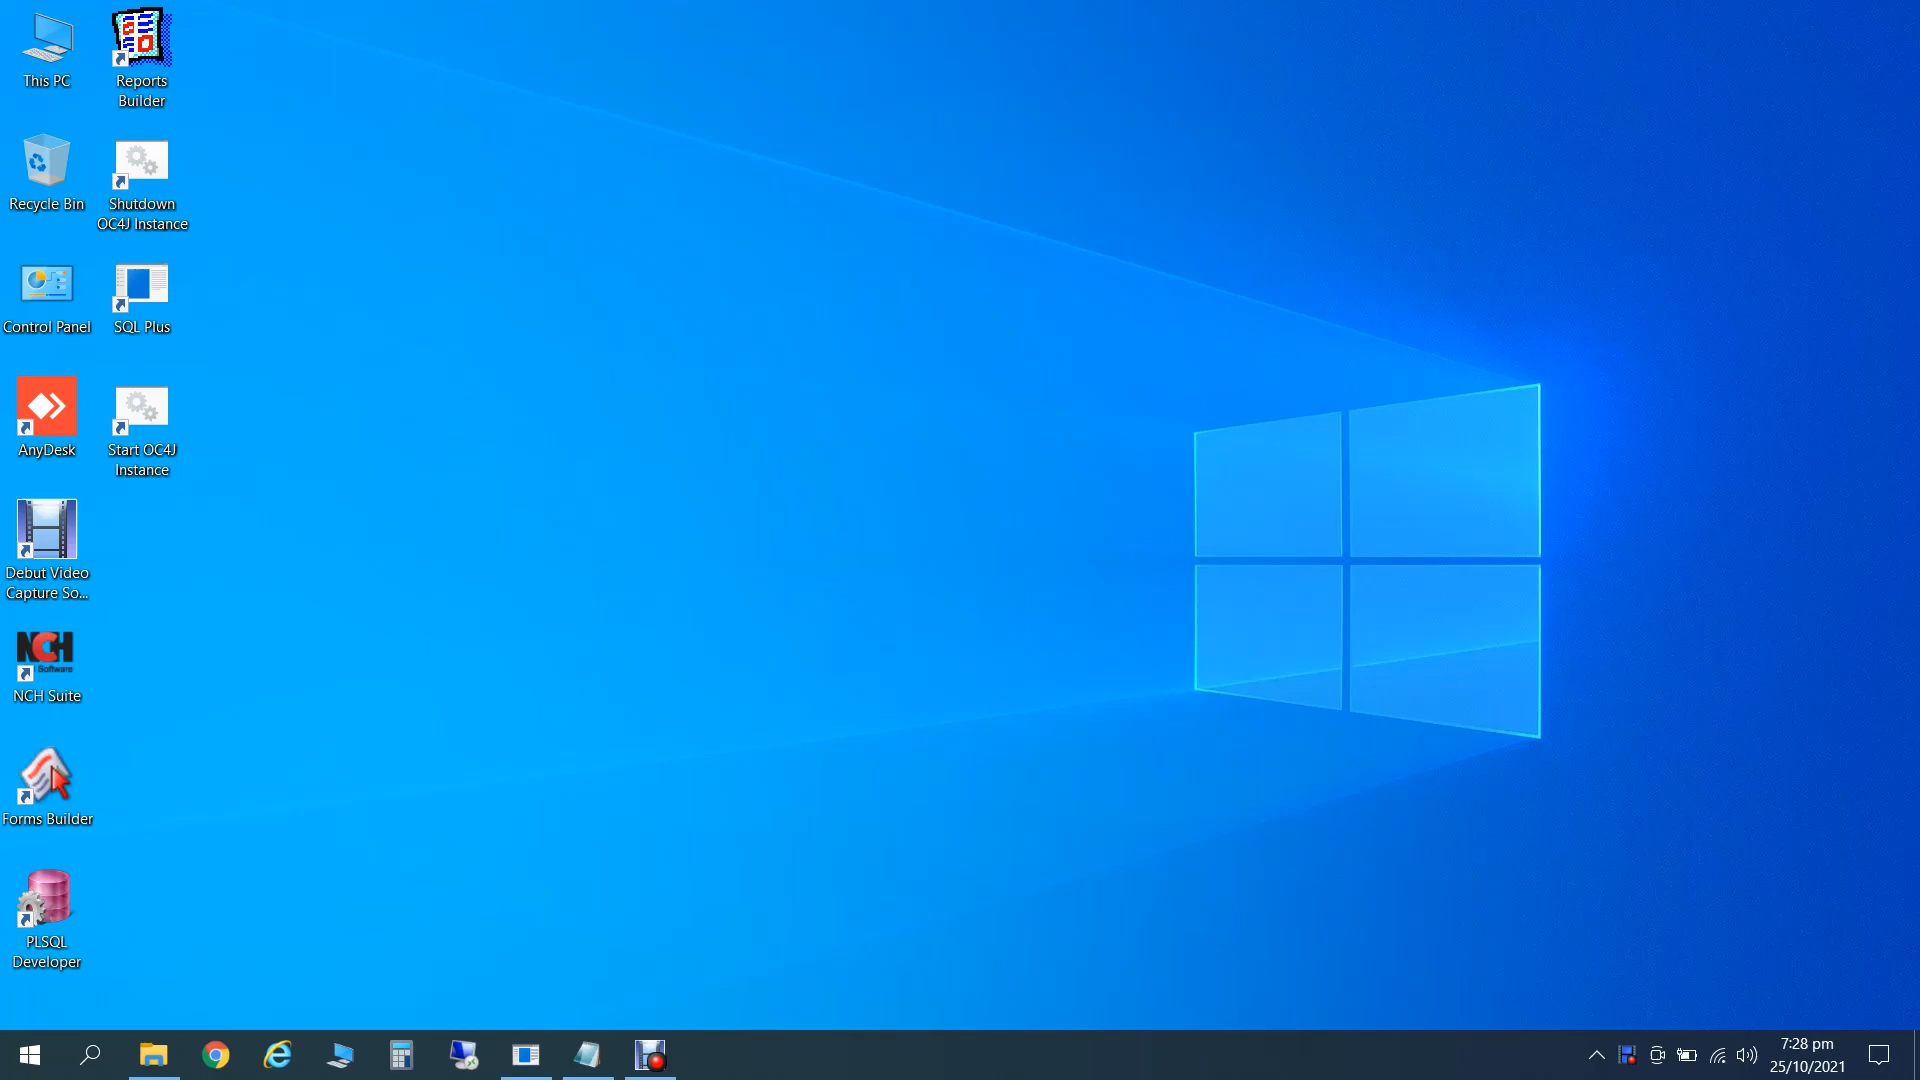 This PC
Reports
Builder
Recycle Bin
Shutdown
OC4J Instance
Control Panel
SQL Plus
AnyDesk
Start OC4J
Instance
Debut Video
Capture So...
NCH
Software
NCH Suite
Forms Builder
PLSQL
Developer
7:28 pm
25/10/2021